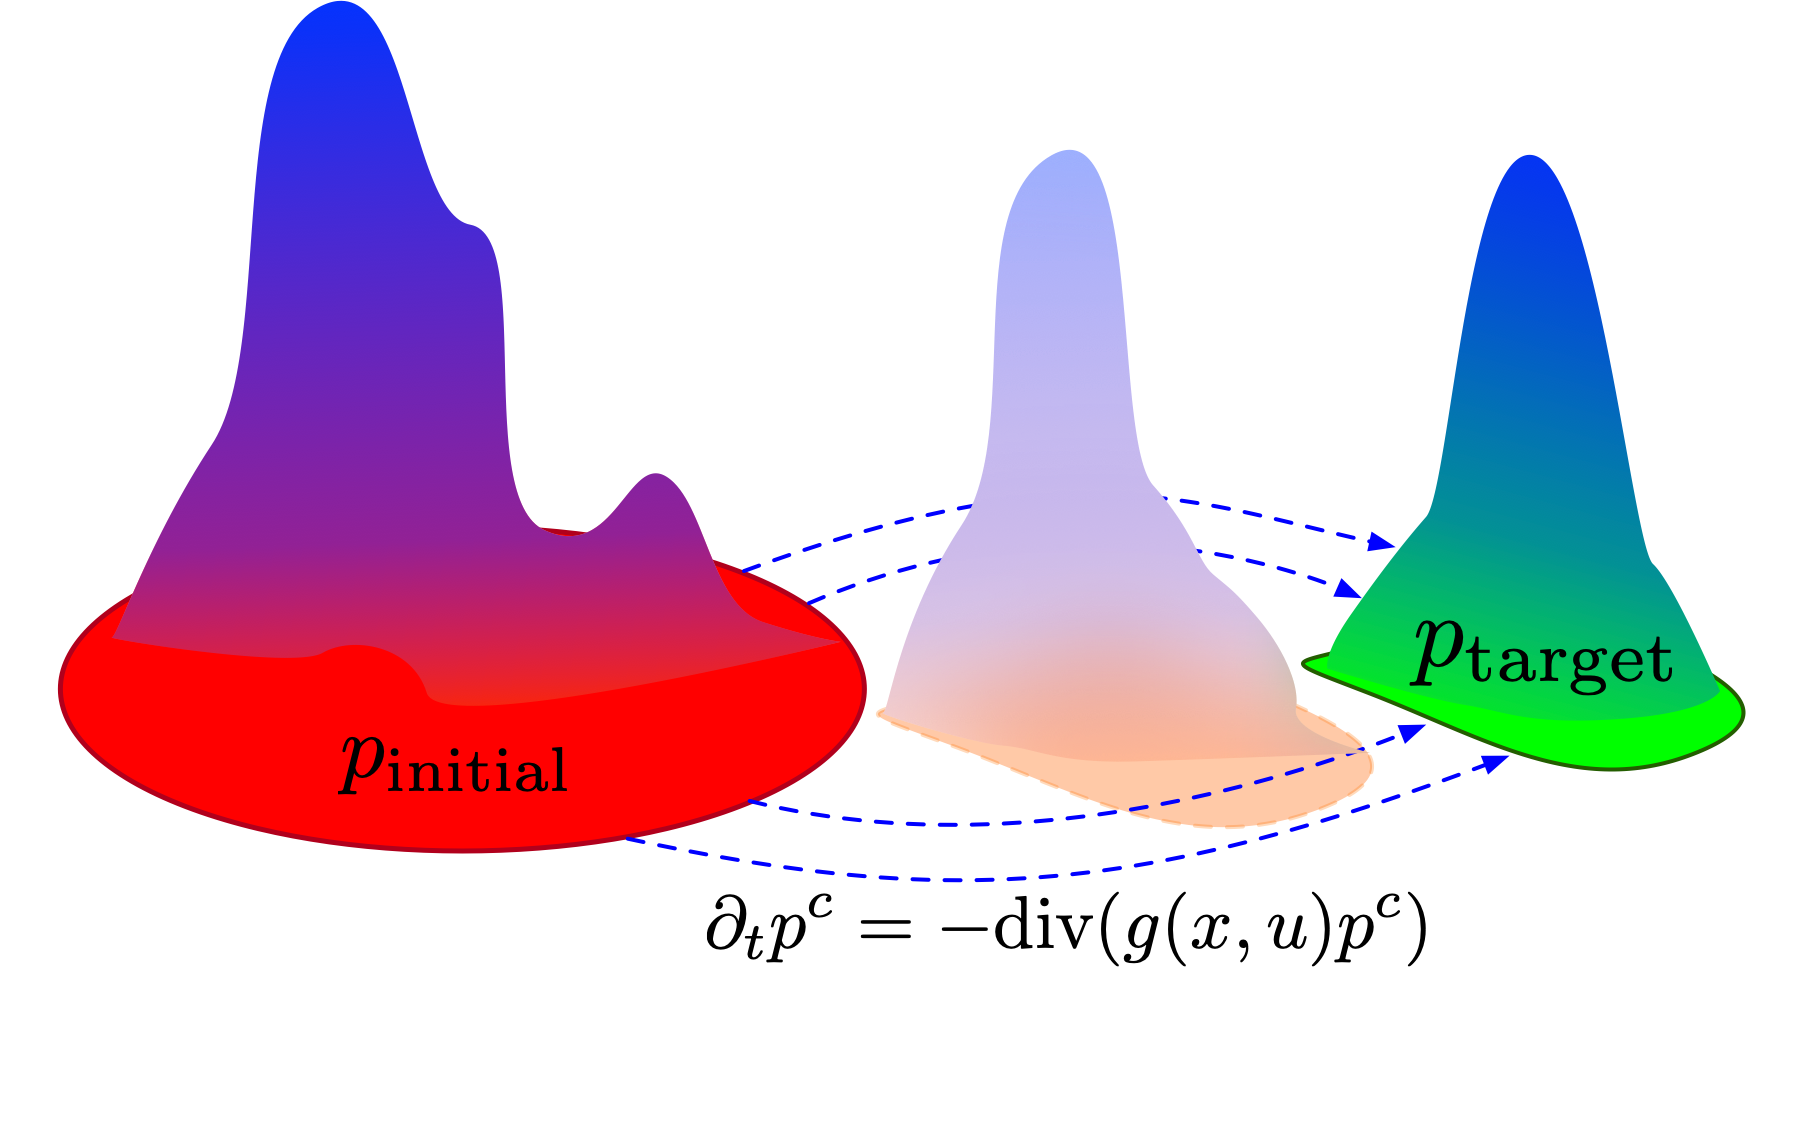 p_target
p_initial
∂_t p^c = −div(g(x, u)p^c)